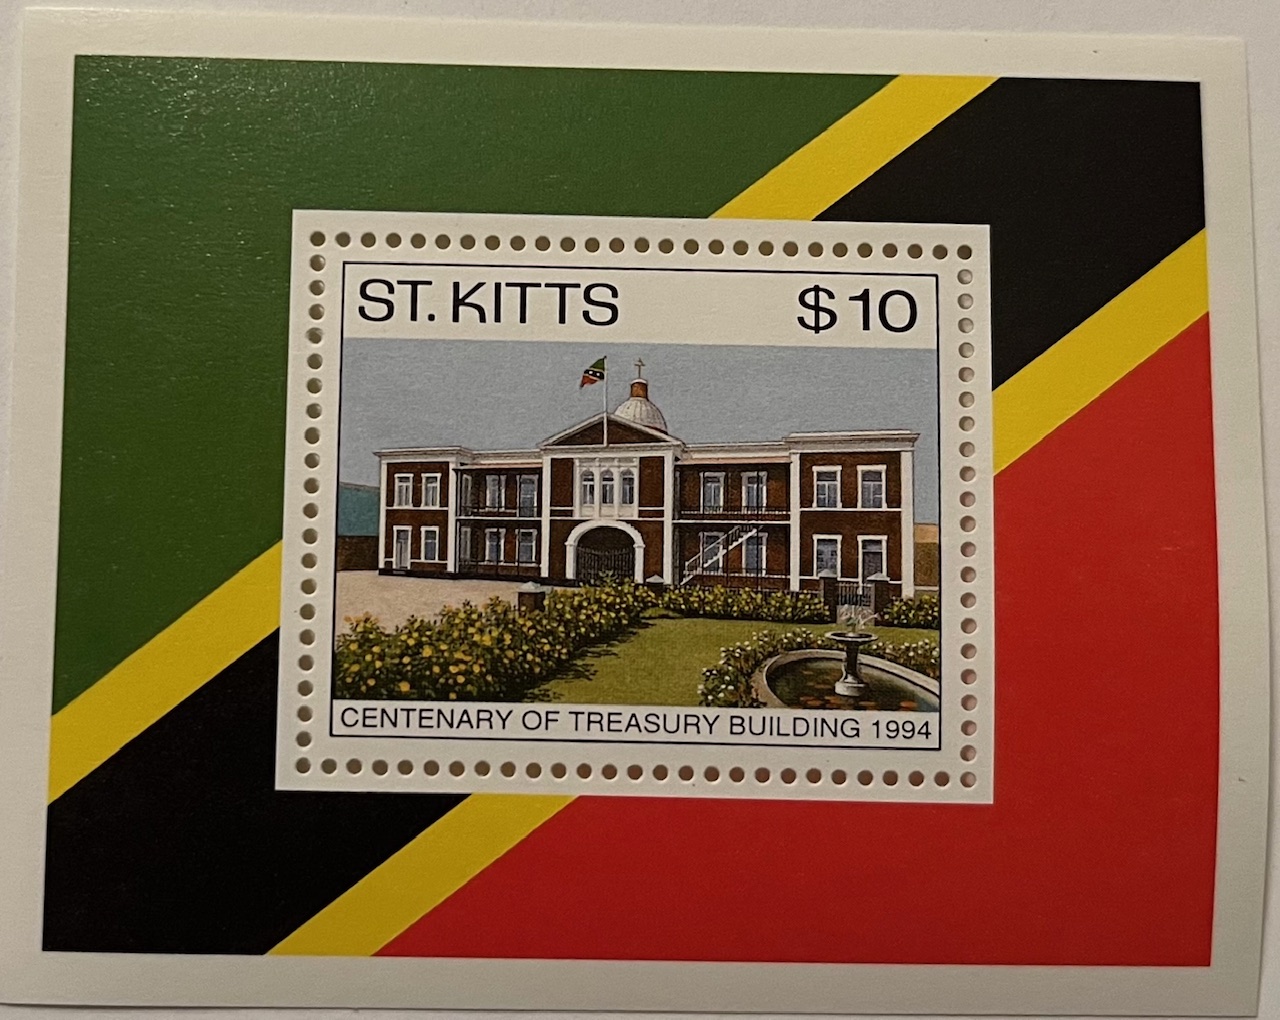 ST. KITTS $10
CENTENARY OF TREASURY BUILDING 1994